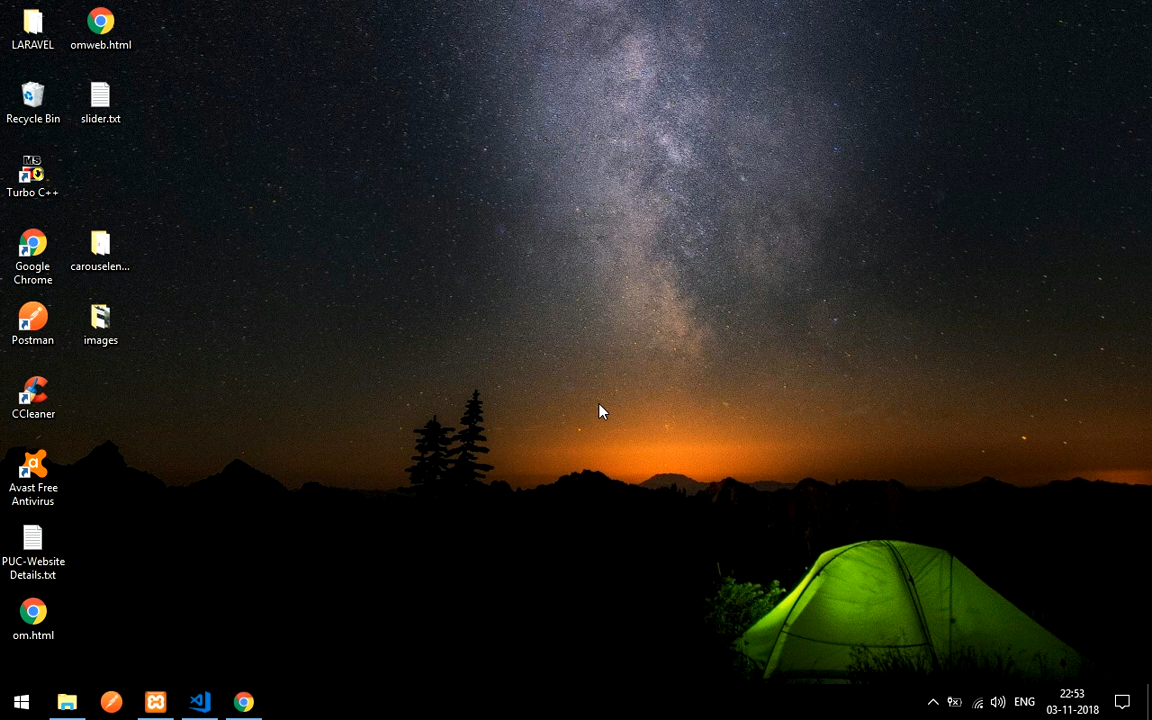 LARAVEL
omweb.html
Recycle Bin
slider.txt
MS
Turbo C++
Google
Chrome
carouselen...
Postman
images
CCleaner
a
Avast Free
Antivirus
PUC-Website
Details.txt
om.html
ENG
22:53
03-11-2018